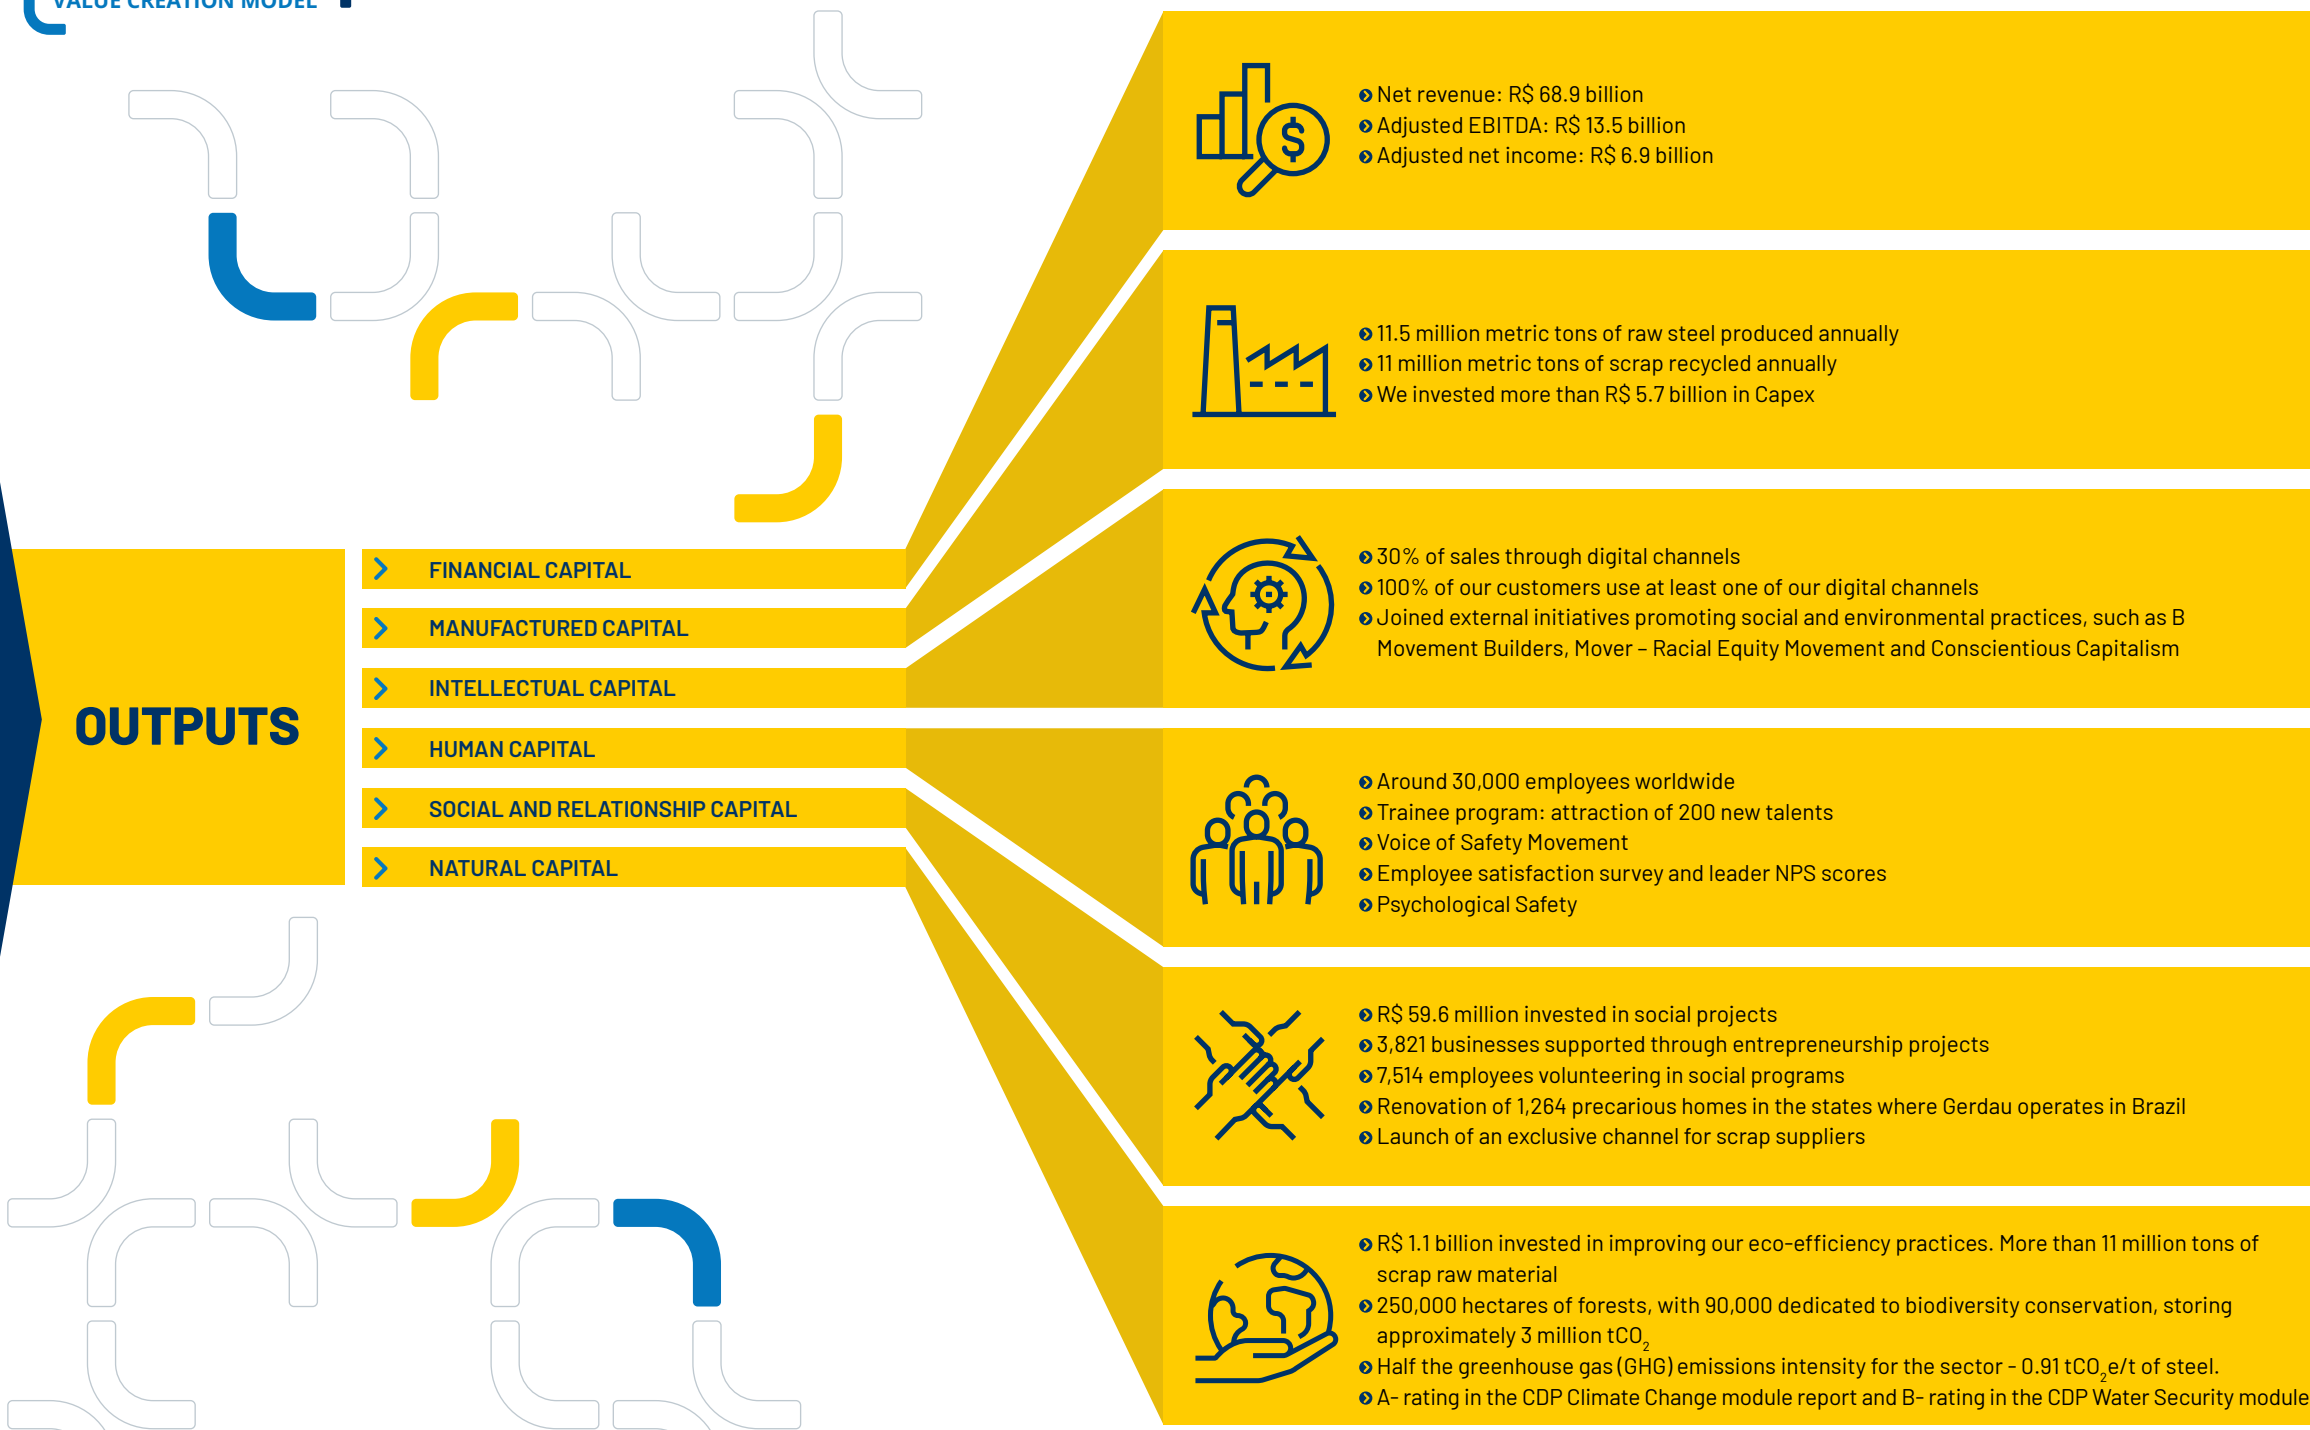 VALUE CREATION MODEL
OUTPUTS
FINANCIAL CAPITAL
MANUFACTURED CAPITAL
INTELLECTUAL CAPITAL
HUMAN CAPITAL
SOCIAL AND RELATIONSHIP CAPITAL
NATURAL CAPITAL
Net revenue: R$ 68.9 billion
Adjusted EBITDA: R$ 13.5 billion
Adjusted net income: R$ 6.9 billion
11.5 million metric tons of raw steel produced annually
11 million metric tons of scrap recycled annually
We invested more than R$ 5.7 billion in Capex
30% of sales through digital channels
100% of our customers use at least one of our digital channels
Joined external initiatives promoting social and environmental practices, such as B
Movement Builders, Mover – Racial Equity Movement and Conscientious Capitalism
Around 30,000 employees worldwide
Trainee program: attraction of 200 new talents
Voice of Safety Movement
Employee satisfaction survey and leader NPS scores
Psychological Safety
R$ 59.6 million invested in social projects
3,821 businesses supported through entrepreneurship projects
7,514 employees volunteering in social programs
Renovation of 1,264 precarious homes in the states where Gerdau operates in Brazil
Launch of an exclusive channel for scrap suppliers
R$ 1.1 billion invested in improving our eco-efficiency practices. More than 11 million tons of
scrap raw material
250,000 hectares of forests, with 90,000 dedicated to biodiversity conservation, storing
approximately 3 million tCO₂
Half the greenhouse gas (GHG) emissions intensity for the sector - 0.91 tCO₂e/t of steel.
A- rating in the CDP Climate Change module report and B- rating in the CDP Water Security module